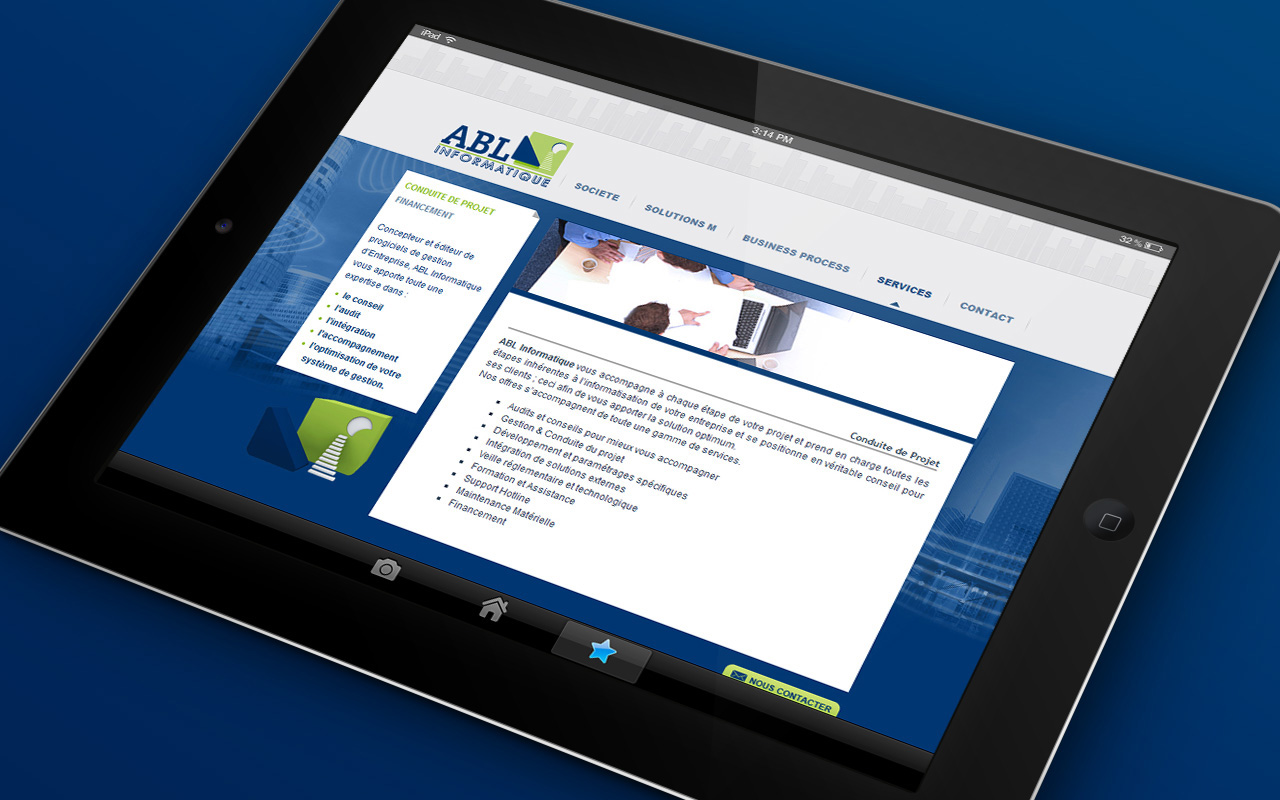 iPad
3:14 PM
32 %
ABL
INFORMATIQUE
SOCIETE
SOLUTIONS M
BUSINESS PROCESS
SERVICES
CONTACT
CONDUITE DE PROJET
FINANCEMENT
Concepteur et éditeur de
progiciels de gestion
d'Entreprise, ABL Informatique
vous apporte toute une
expertise dans :
• le conseil
• l'audit
• l'intégration
• l'accompagnement
• l'optimisation de votre
système de gestion.
Conduite de Projet
ABL Informatique vous accompagne à chaque étape de votre projet et prend en charge toutes les
étapes inhérentes à l'informatisation de votre entreprise et se positionne en véritable conseil pour
ses clients ; ceci afin de vous apporter la solution optimum.
Nos offres s'accompagnent de toute une gamme de services.
▪ Audits et conseils pour mieux vous accompagner
▪ Gestion & Conduite du projet
▪ Développement et paramétrages spécifiques
▪ Intégration de solutions externes
▪ Veille réglementaire et technologique
▪ Formation et Assistance
▪ Support Hotline
▪ Maintenance Matérielle
▪ Financement
NOUS CONTACTER